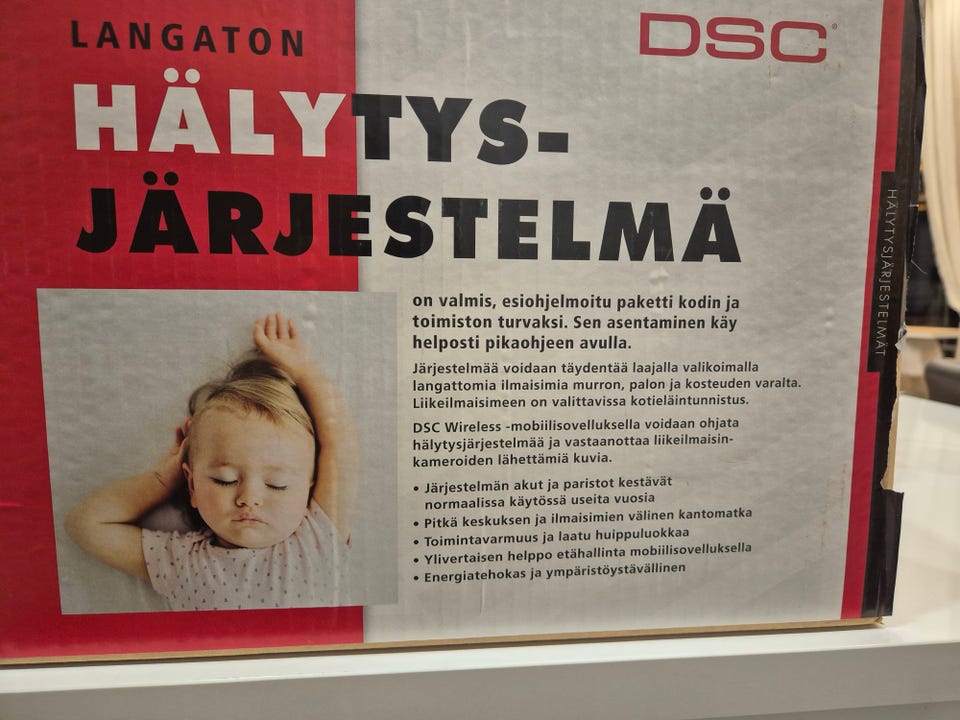 LANGATON
DSC
HÄLYTYS-
JÄRJESTELMÄ
on valmis, esiohjelmoitu paketti kodin ja
toimiston turvaksi. Sen asentaminen käy
helposti pikaohjeen avulla.
Järjestelmää voidaan täydentää laajalla valikoimalla
langattomia ilmaisimia murron, palon ja kosteuden varalta.
Liikeilmaisimeen on valittavissa kotieläintunnistus.
DSC Wireless -mobiilisovelluksella voidaan ohjata
hälytysjärjestelmää ja vastaanottaa liikeilmaisin-
kameroiden lähettämiä kuvia.
• Järjestelmän akut ja paristot kestävät
normaalissa käytössä useita vuosia
• Pitkä keskuksen ja ilmaisimien välinen kantomatka
• Toimintavarmuus ja laatu huippuluokkaa
• Ylivertaisen helppo etähallinta mobiilisovelluksella
• Energiatehokas ja ympäristöystävällinen
HÄLYTYSJÄRJESTELMÄT